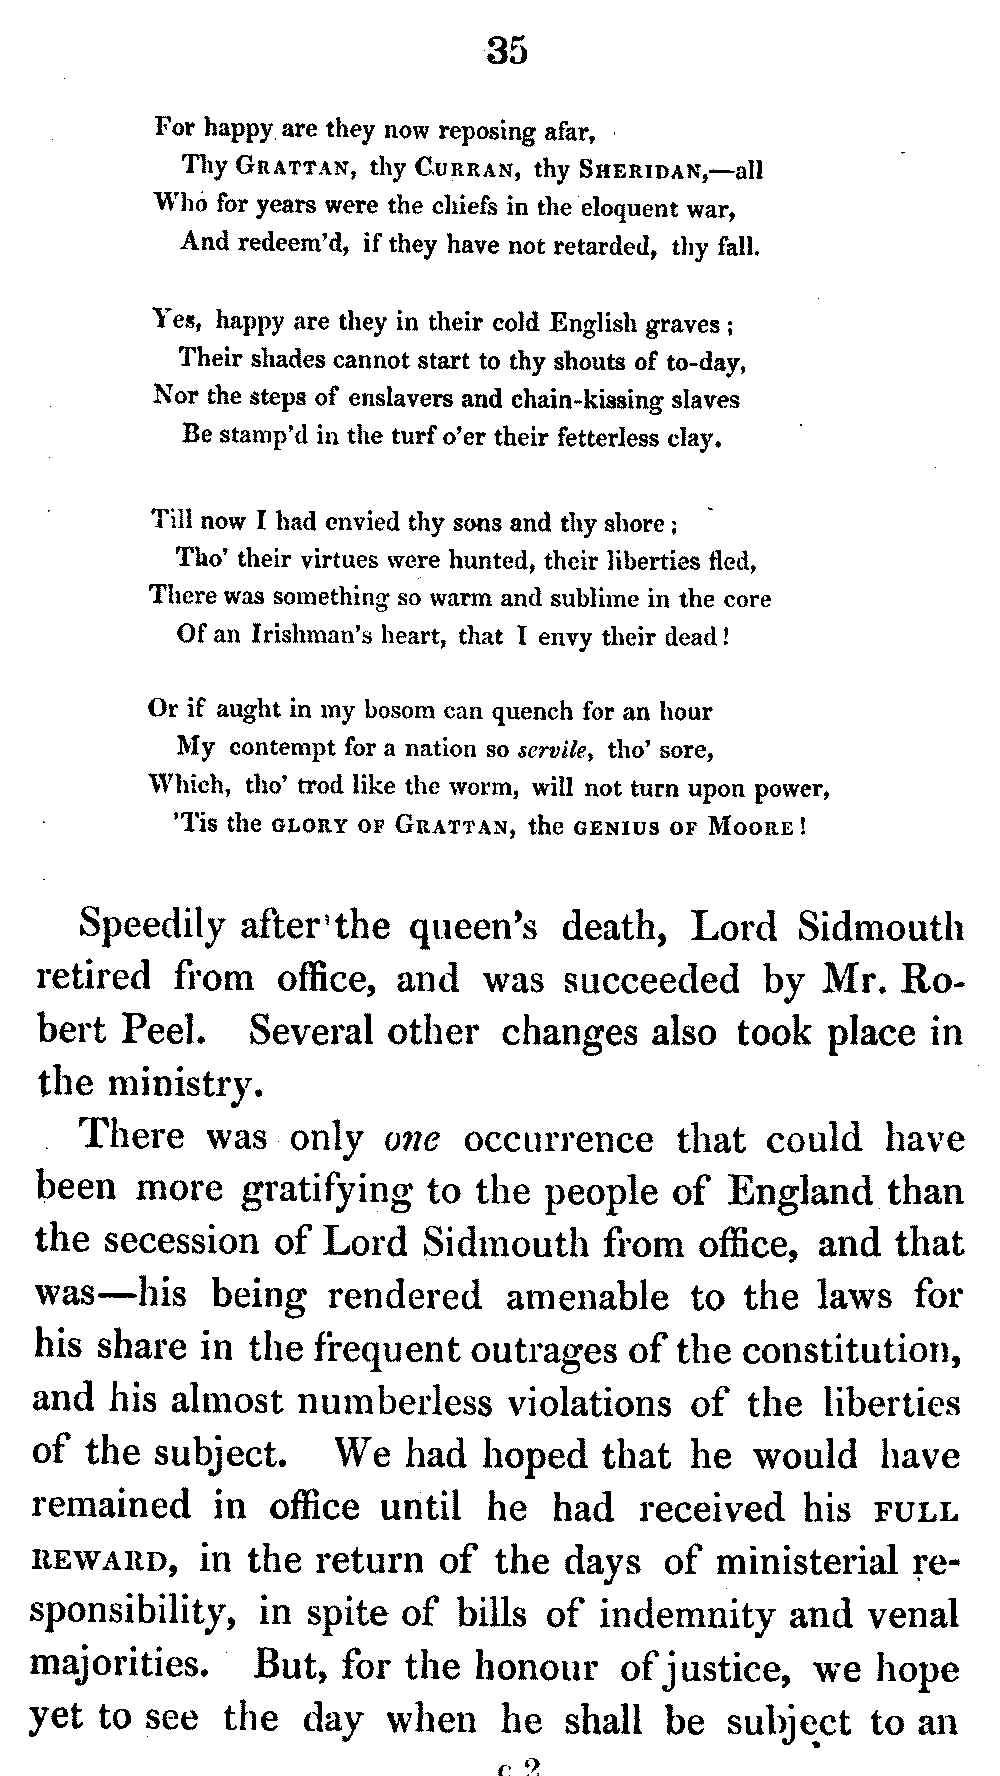 35
For happy are they now reposing afar,
Thy GRATTAN, thy CURRAN, thy SHERIDAN,—all
Who for years were the chiefs in the eloquent war,
And redeem'd, if they have not retarded, thy fall.
Yes, happy are they in their cold English graves;
Their shades cannot start to thy shouts of to-day,
Nor the steps of enslavers and chain-kissing slaves
Be stamp'd in the turf o'er their fetterless clay.
Till now I had envied thy sons and thy shore;
Tho' their virtues were hunted, their liberties fled,
There was something so warm and sublime in the core
Of an Irishman's heart, that I envy their dead!
Or if aught in my bosom can quench for an hour
My contempt for a nation so servile, tho' sore,
Which, tho' trod like the worm, will not turn upon power,
'Tis the GLORY OF GRATTAN, the GENIUS OF MOORE!
Speedily after the queen's death, Lord Sidmouth
retired from office, and was succeeded by Mr. Ro-
bert Peel. Several other changes also took place in
the ministry.
There was only one occurrence that could have
been more gratifying to the people of England than
the secession of Lord Sidmouth from office, and that
was—his being rendered amenable to the laws for
his share in the frequent outrages of the constitution,
and his almost numberless violations of the liberties
of the subject. We had hoped that he would have
remained in office until he had received his FULL
REWARD, in the return of the days of ministerial re-
sponsibility, in spite of bills of indemnity and venal
majorities. But, for the honour of justice, we hope
yet to see the day when he shall be subject to an
c 2